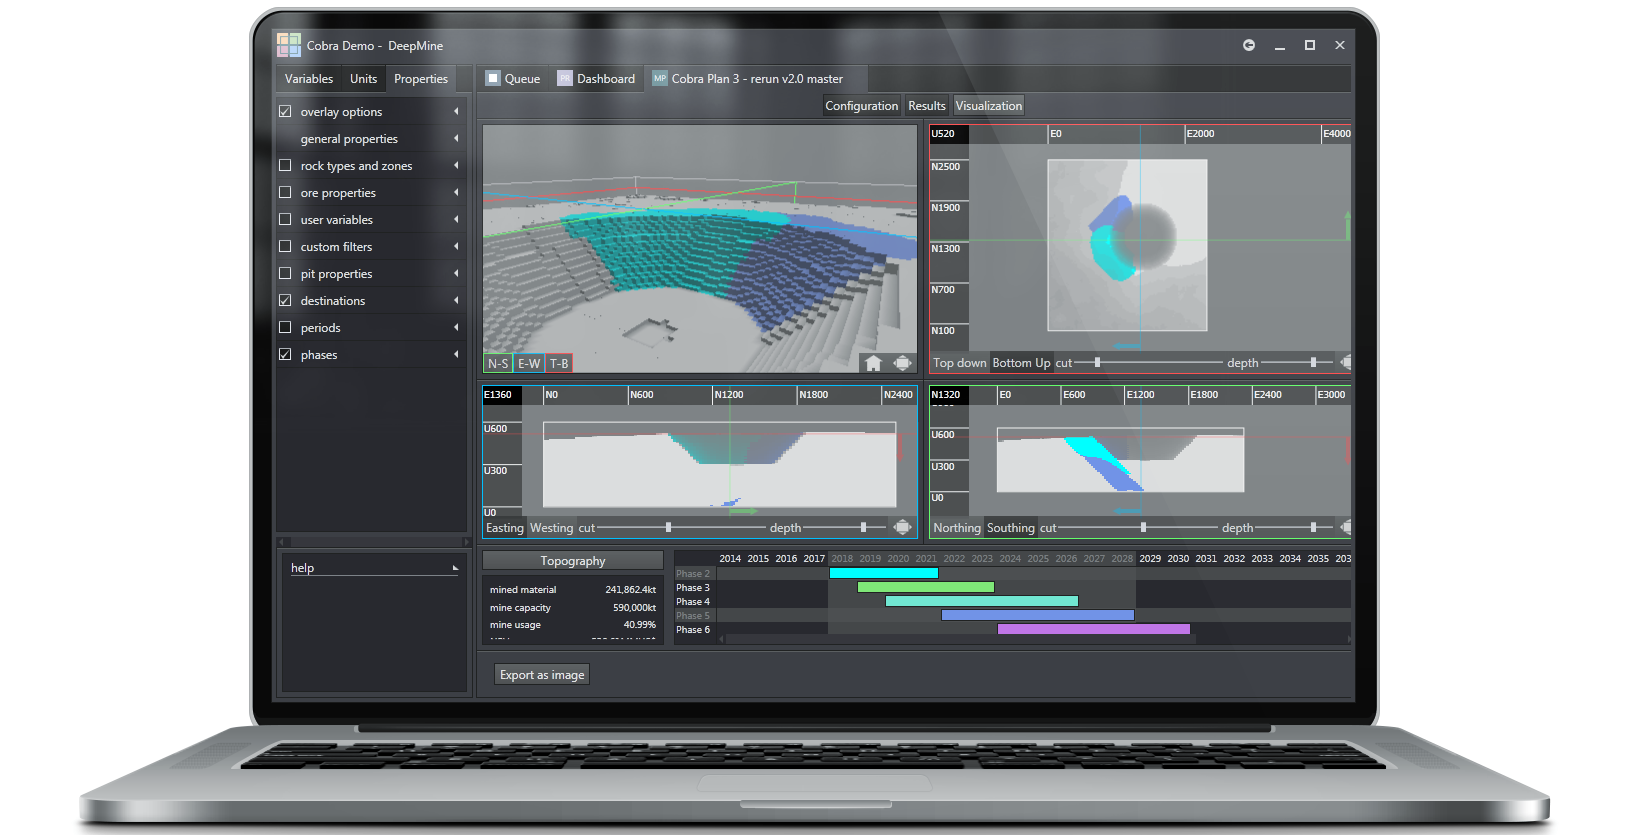 Cobra Demo - DeepMine
Variables Units Properties
overlay options
general properties
rock types and zones
ore properties
user variables
custom filters
pit properties
destinations
periods
phases
help
Queue PR Dashboard MP Cobra Plan 3 - rerun v2.0 master
Configuration Results Visualization
N-S E-W T-B
U520 E0 E2000 E4000
N2500
N1900
N1300
N700
N100
Top down Bottom Up cut depth
E1360 N0 N600 N1200 N1800 N2400
U600
U300
U0
Easting Westing cut depth
N1320 E0 E600 E1200 E1800 E2400 E3000
U600
U300
U0
Northing Southing cut depth
Topography
mined material 241,862.4kt
mine capacity 590,000kt
mine usage 40.99%
2014 2015 2016 2017 2018 2019 2020 2021 2022 2023 2024 2025 2026 2027 2028 2029 2030 2031 2032 2033 2034 2035
Phase 2
Phase 3
Phase 4
Phase 5
Phase 6
Export as image